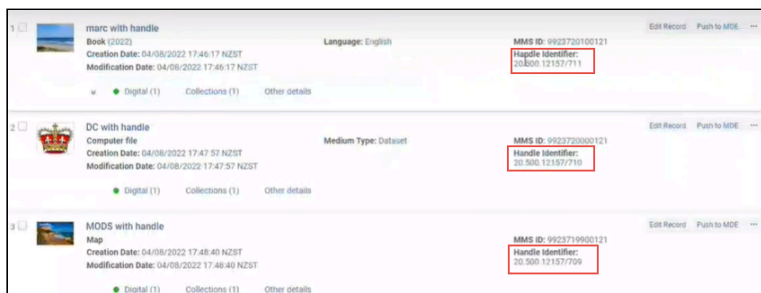 1 marc with handle Edit Record Push to MDE ...
Book (2022) Language: English MMS ID: 9923720100121
Creation Date: 04/08/2022 17:46:17 NZST Handle Identifier:
Modification Date: 04/08/2022 17:46:17 NZST 20.500.12157/711
Digital (1) Collections (1) Other details
2 DC with handle Edit Record Push to MDE ...
Computer file Medium Type: Dataset MMS ID: 9923720000121
Creation Date: 04/08/2022 17:47:57 NZST Handle Identifier:
Modification Date: 04/08/2022 17:47:57 NZST 20.500.12157/710
Digital (1) Collections (1) Other details
3 MODS with handle Edit Record Push to MDE ...
Map MMS ID: 9923719900121
Creation Date: 04/08/2022 17:48:40 NZST Handle Identifier:
Modification Date: 04/08/2022 17:48:40 NZST 20.500.12157/709
Digital (1) Collections (1) Other details